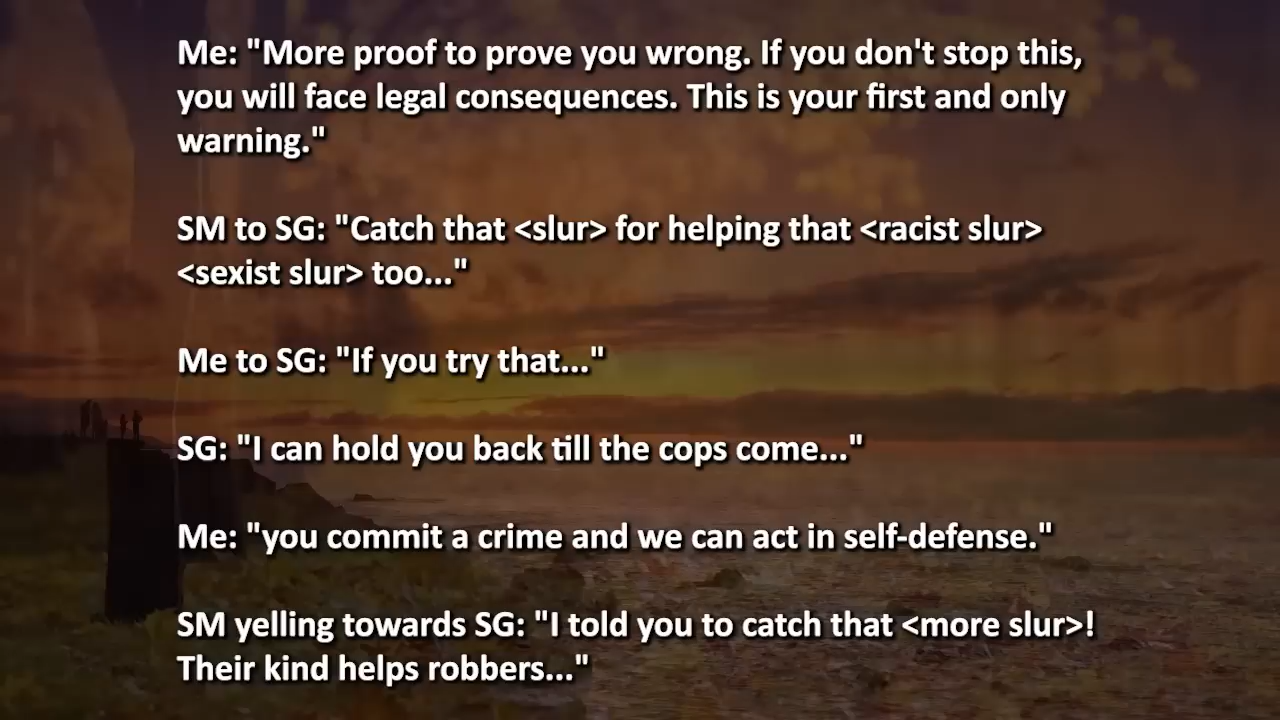 Me: "More proof to prove you wrong. If you don't stop this,
you will face legal consequences. This is your first and only
warning."
SM to SG: "Catch that <slur> for helping that <racist slur>
<sexist slur> too..."
Me to SG: "If you try that..."
SG: "I can hold you back till the cops come..."
Me: "you commit a crime and we can act in self-defense."
SM yelling towards SG: "I told you to catch that <more slur>!
Their kind helps robbers..."